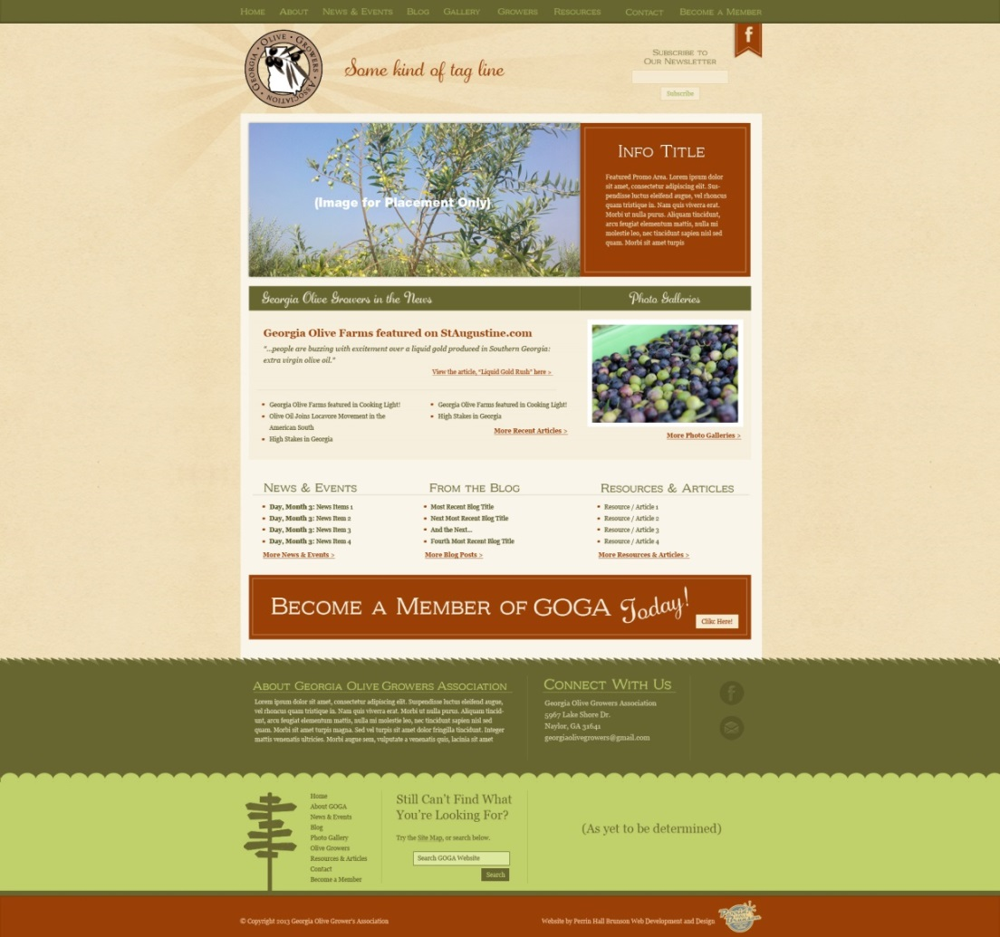 Home About News & Events Blog Gallery Growers Resources Contact Become a Member
Georgia · Olive · Growers · Association ·
Some kind of tag line
f
Subscribe to
Our Newsletter
Subscribe
(Image for Placement Only)
Info Title
Featured Promo Area. Lorem ipsum dolor
sit amet, consectetur adipiscing elit. Sus-
pendisse luctus eleifend augue, vel rhoncus
quam tristique in. Nam quis viverra erat.
Morbi ut nulla purus. Aliquam tincidunt,
arcu feugiat elementum mattis, nulla mi
molestie leo, nec tincidunt sapien nisl sed
quam. Morbi sit amet turpis
Georgia Olive Growers in the News
Photo Galleries
Georgia Olive Farms featured on StAugustine.com
"...people are buzzing with excitement over a liquid gold produced in Southern Georgia:
extra virgin olive oil."
View the article, "Liquid Gold Rush" here >
Georgia Olive Farms featured in Cooking Light!
Olive Oil Joins Locavore Movement in the
American South
High Stakes in Georgia
Georgia Olive Farms featured in Cooking Light!
High Stakes in Georgia
More Recent Articles >
More Photo Galleries >
News & Events
Day, Month 3: News Items 1
Day, Month 3: News Item 2
Day, Month 3: News Item 3
Day, Month 3: News Item 4
More News & Events >
From the Blog
Most Recent Blog Title
Next Most Recent Blog Title
And the Next...
Fourth Most Recent Blog Title
More Blog Posts >
Resources & Articles
Resource / Article 1
Resource / Article 2
Resource / Article 3
Resource / Article 4
More Resources & Articles >
Become a Member of GOGA Today!
Clikc Here!
About Georgia Olive Growers Association
Lorem ipsum dolor sit amet, consectetur adipiscing elit. Suspendisse luctus eleifend augue,
vel rhoncus quam tristique in. Nam quis viverra erat. Morbi ut nulla purus. Aliquam tincid-
unt, arcu feugiat elementum mattis, nulla mi molestie leo, nec tincidunt sapien nisl sed
quam. Morbi sit amet turpis magna. Sed vel turpis sit amet dolor fringilla tincidunt. Integer
mattis venenatis ultricies. Morbi augue sem, vulputate a venenatis quis, lacinia sit amet
Connect With Us
Georgia Olive Growers Association
5967 Lake Shore Dr.
Naylor, GA 31641
georgiaolivegrowers@gmail.com
f
Home
About GOGA
News & Events
Blog
Photo Gallery
Olive Growers
Resources & Articles
Contact
Become a Member
Still Can't Find What
You're Looking For?
Try the Site Map, or search below.
Search GOGA Website
Search
(As yet to be determined)
© Copyright 2013 Georgia Olive Grower's Association
Website by Perrin Hall Brunson Web Development and Design